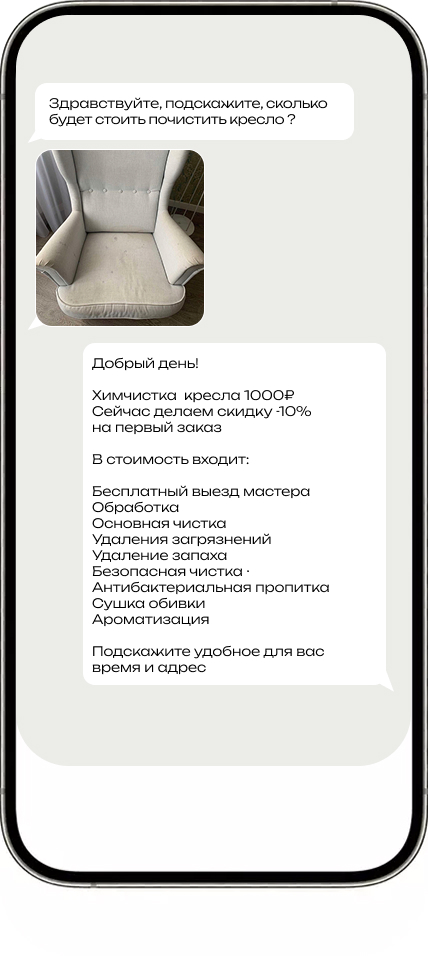 Здравствуйте, подскажите, сколько
будет стоить почистить кресло ?
Добрый день!
Химчистка кресла 1000₽
Сейчас делаем скидку -10%
на первый заказ
В стоимость входит:
Бесплатный выезд мастера
Обработка
Основная чистка
Удаления загрязнений
Удаление запаха
Безопасная чистка ·
Антибактериальная пропитка
Сушка обивки
Ароматизация
Подскажите удобное для вас
время и адрес